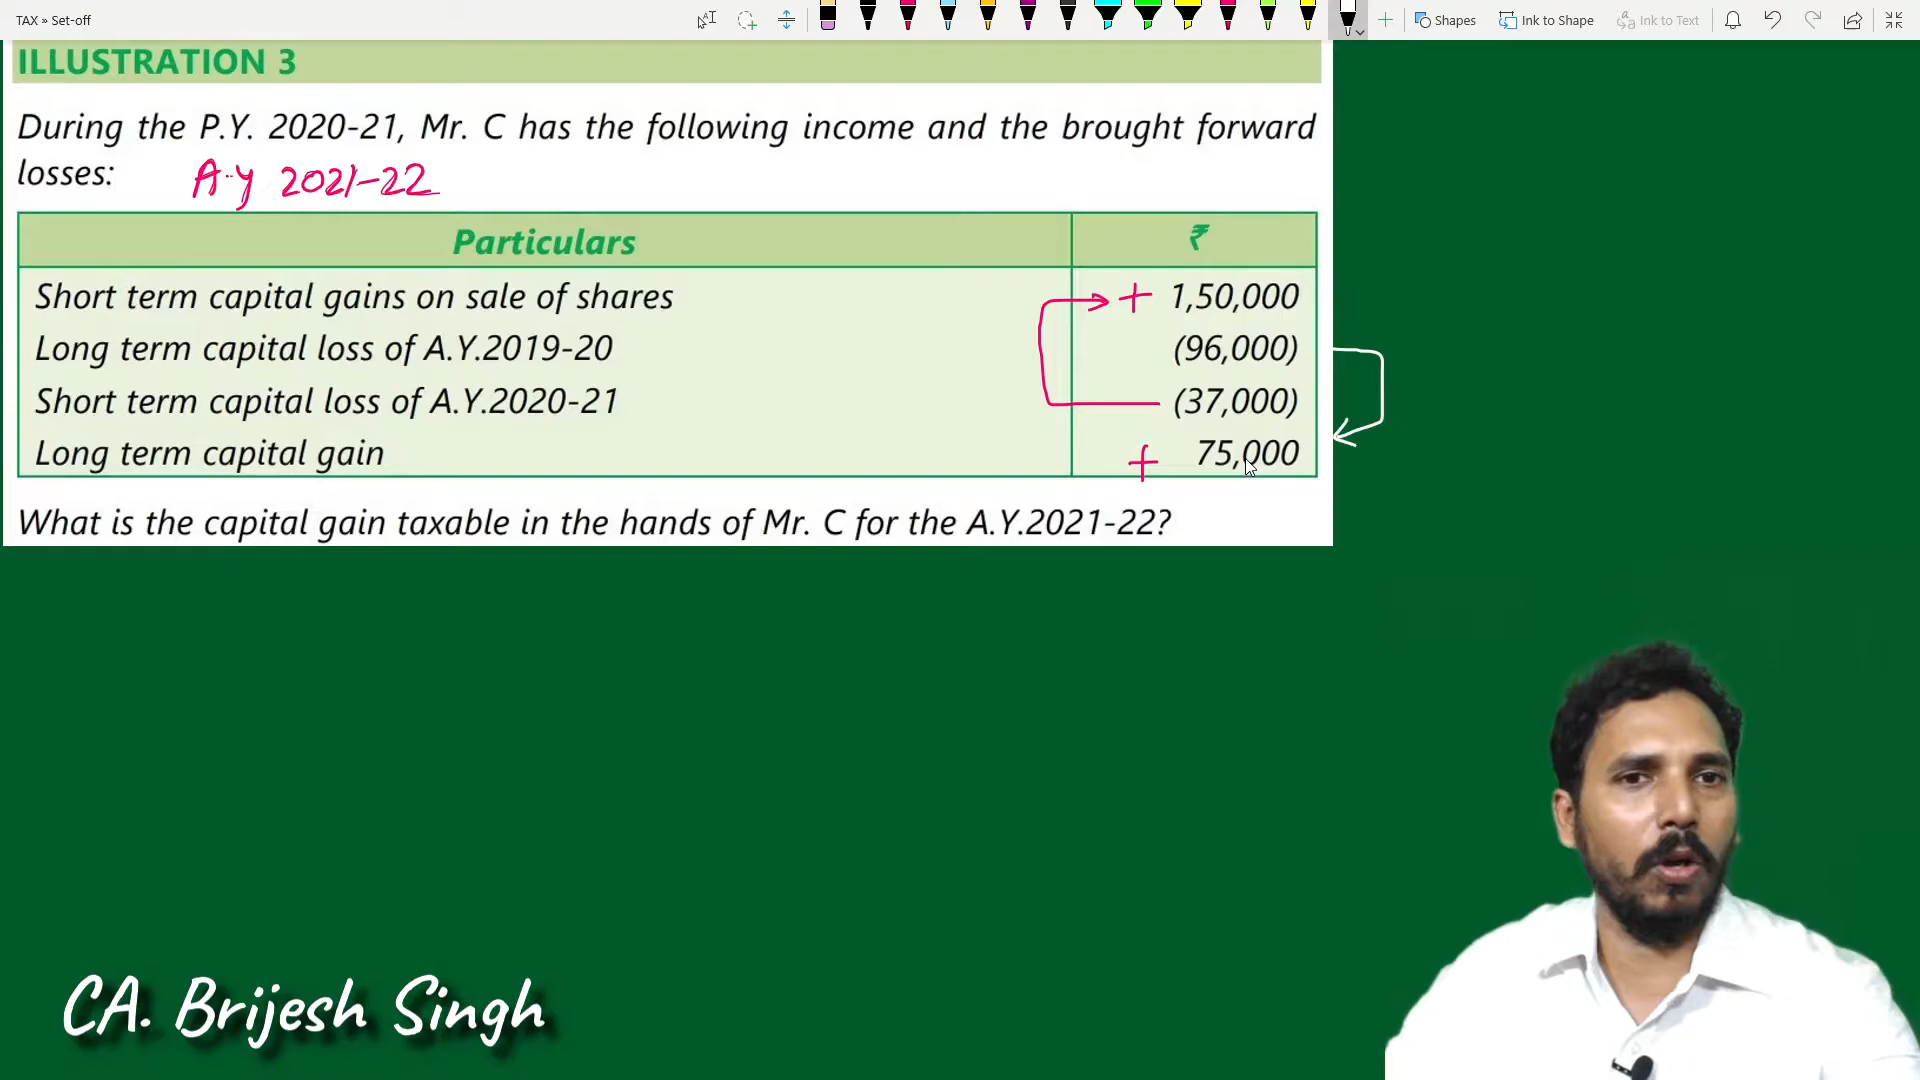 TAX » Set-off
Shapes
Ink to Shape
Ink to Text
ILLUSTRATION 3
During the P.Y. 2020-21, Mr. C has the following income and the brought forward
losses:
A.Y 2021-22
Particulars ₹
Short term capital gains on sale of shares + 1,50,000
Long term capital loss of A.Y.2019-20 (96,000)
Short term capital loss of A.Y.2020-21 (37,000)
Long term capital gain + 75,000
What is the capital gain taxable in the hands of Mr. C for the A.Y.2021-22?
CA. Brijesh Singh